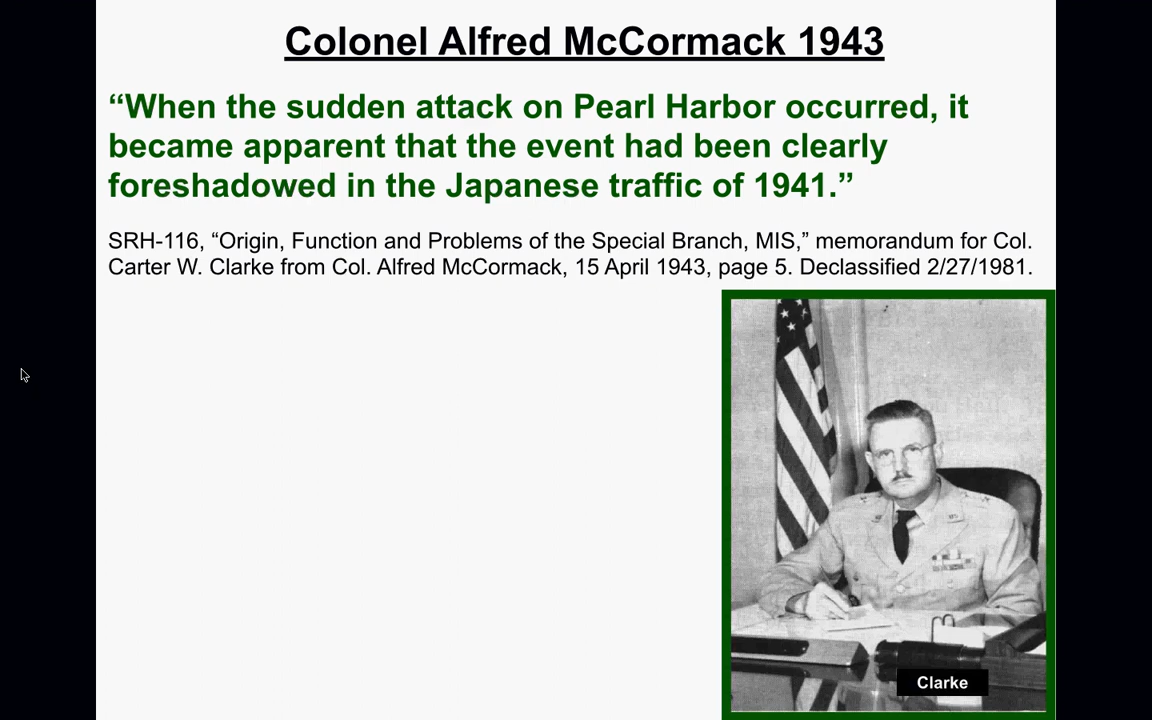 Colonel Alfred McCormack 1943
“When the sudden attack on Pearl Harbor occurred, it
became apparent that the event had been clearly
foreshadowed in the Japanese traffic of 1941.”
SRH-116, “Origin, Function and Problems of the Special Branch, MIS,” memorandum for Col.
Carter W. Clarke from Col. Alfred McCormack, 15 April 1943, page 5. Declassified 2/27/1981.
Clarke